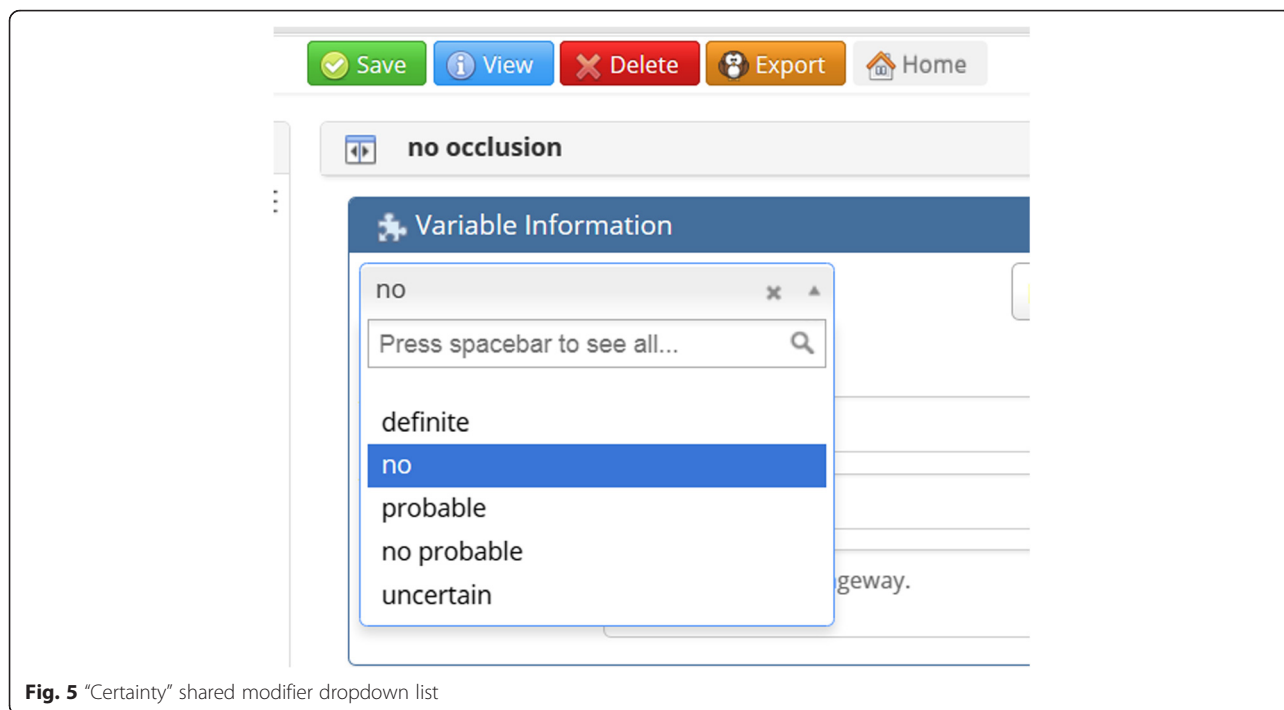 Save View Delete Export Home
no occlusion
Variable Information
no
Press spacebar to see all...
definite
no
probable
no probable
uncertain
geway.
Fig. 5 “Certainty” shared modifier dropdown list